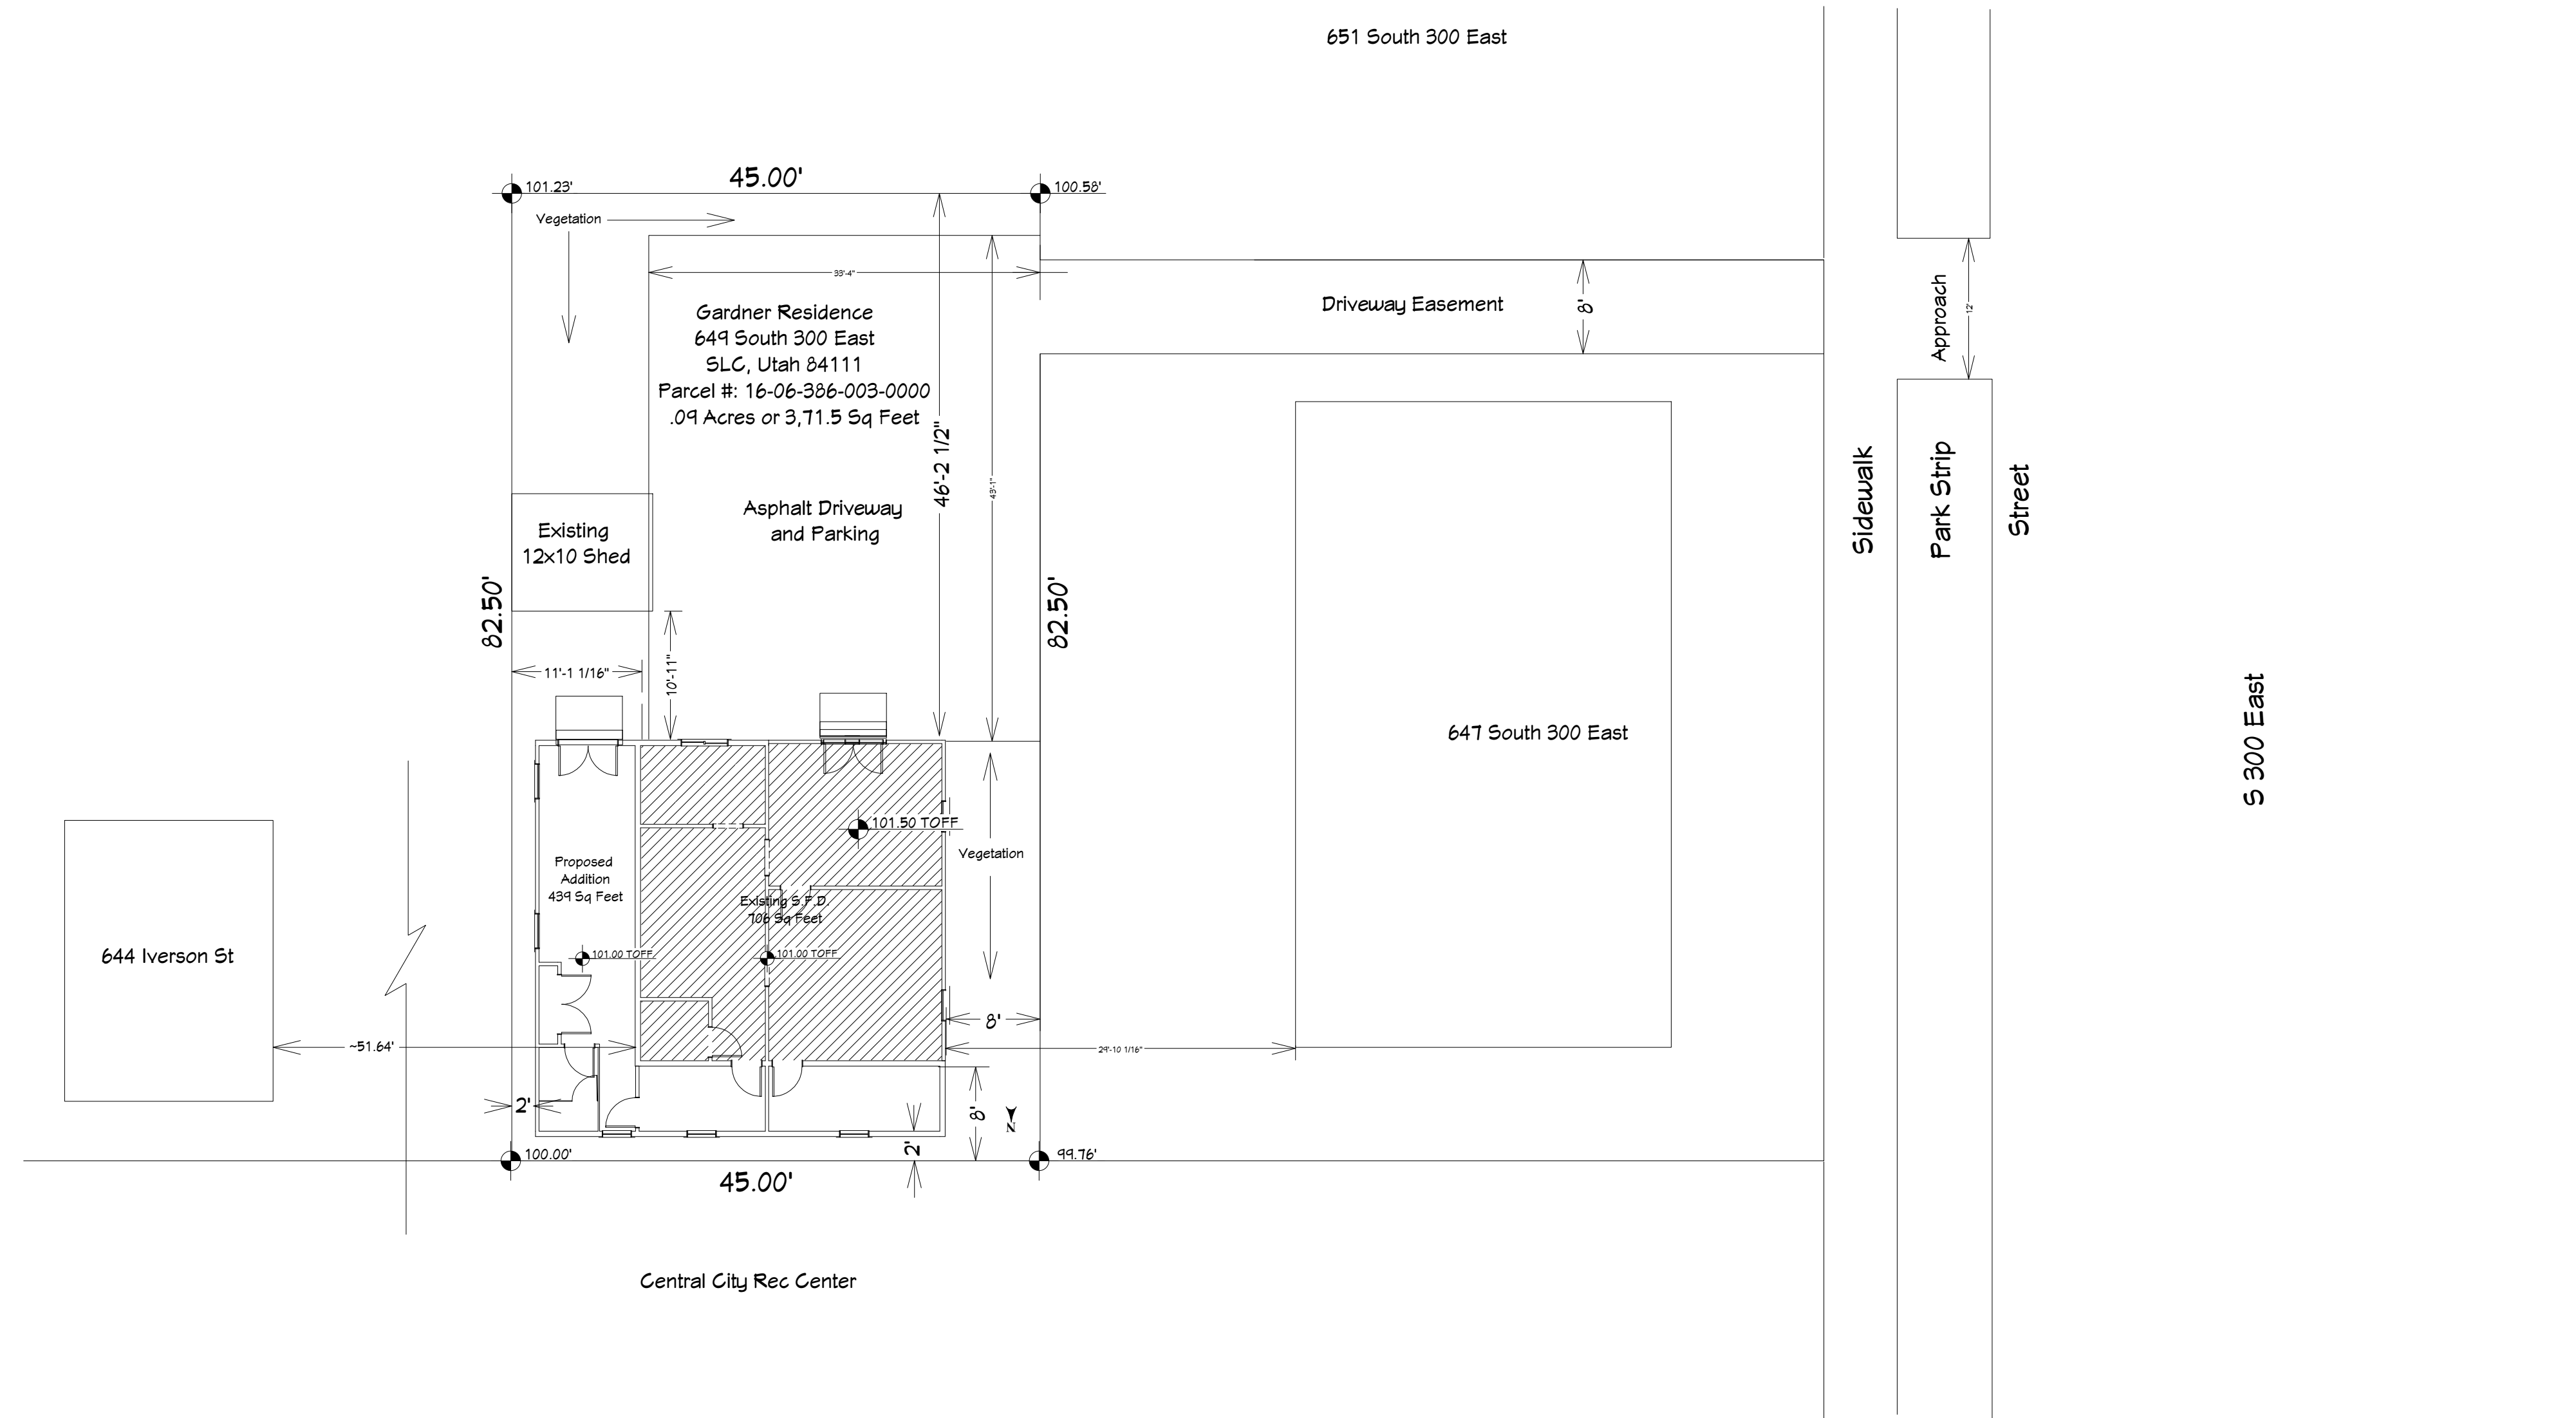 651 South 300 East
45.00'
101.23'
100.58'
Vegetation
33'-4"
Driveway Easement
8'
Approach
12'
Gardner Residence
649 South 300 East
SLC, Utah 84111
Parcel #: 16-06-386-003-0000
.09 Acres or 3,71.5 Sq Feet
46'-2 1/2"
43'-1"
Asphalt Driveway
and Parking
Existing
12x10 Shed
82.50'
82.50'
Sidewalk
Park Strip
Street
S 300 East
11'-1 1/16"
10'-11"
647 South 300 East
101.50 TOFF
Vegetation
Proposed
Addition
439 Sq Feet
Existing S.F.D.
706 Sq Feet
101.00 TOFF
101.00 TOFF
644 Iverson St
~51.64'
8'
29'-10 1/16"
2'
8'
N
2'
100.00'
99.76'
45.00'
Central City Rec Center